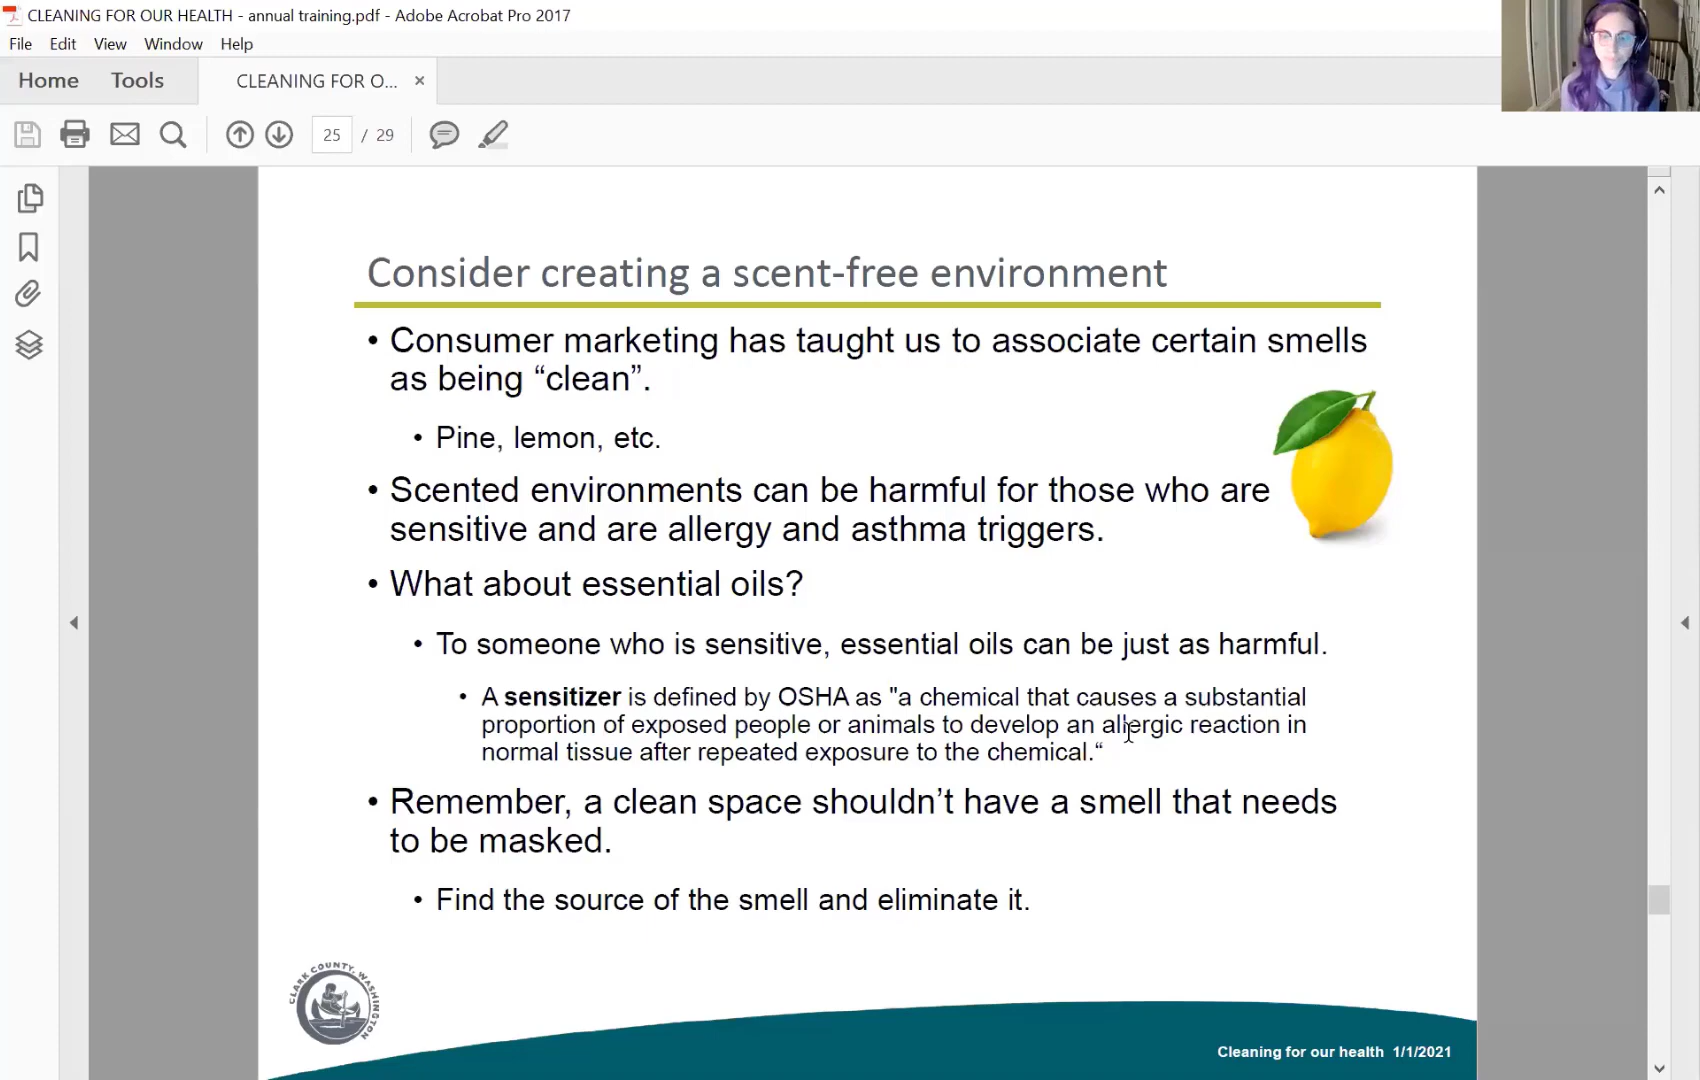 CLEANING FOR OUR HEALTH - annual training.pdf - Adobe Acrobat Pro 2017
File Edit View Window Help
Home Tools CLEANING FOR O... ×
25 / 29
Consider creating a scent-free environment
• Consumer marketing has taught us to associate certain smells
as being “clean”.
• Pine, lemon, etc.
• Scented environments can be harmful for those who are
sensitive and are allergy and asthma triggers.
• What about essential oils?
• To someone who is sensitive, essential oils can be just as harmful.
• A sensitizer is defined by OSHA as "a chemical that causes a substantial
proportion of exposed people or animals to develop an allergic reaction in
normal tissue after repeated exposure to the chemical.“
• Remember, a clean space shouldn’t have a smell that needs
to be masked.
• Find the source of the smell and eliminate it.
CLARK COUNTY, WASHINGTON
Cleaning for our health 1/1/2021